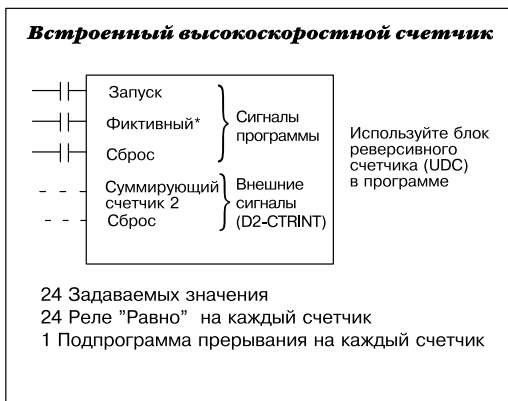 Встроенный высокоскоростной счетчик
Запуск
Фиктивный*
Сброс
Сигналы
программы
Суммирующий
счетчик 2
Сброс
Внешние
сигналы
(D2-CTRINT)
Используйте блок
реверсивного
счетчика (UDC)
в программе
24 Задаваемых значения
24 Реле "Равно" на каждый счетчик
1 Подпрограмма прерывания на каждый счетчик